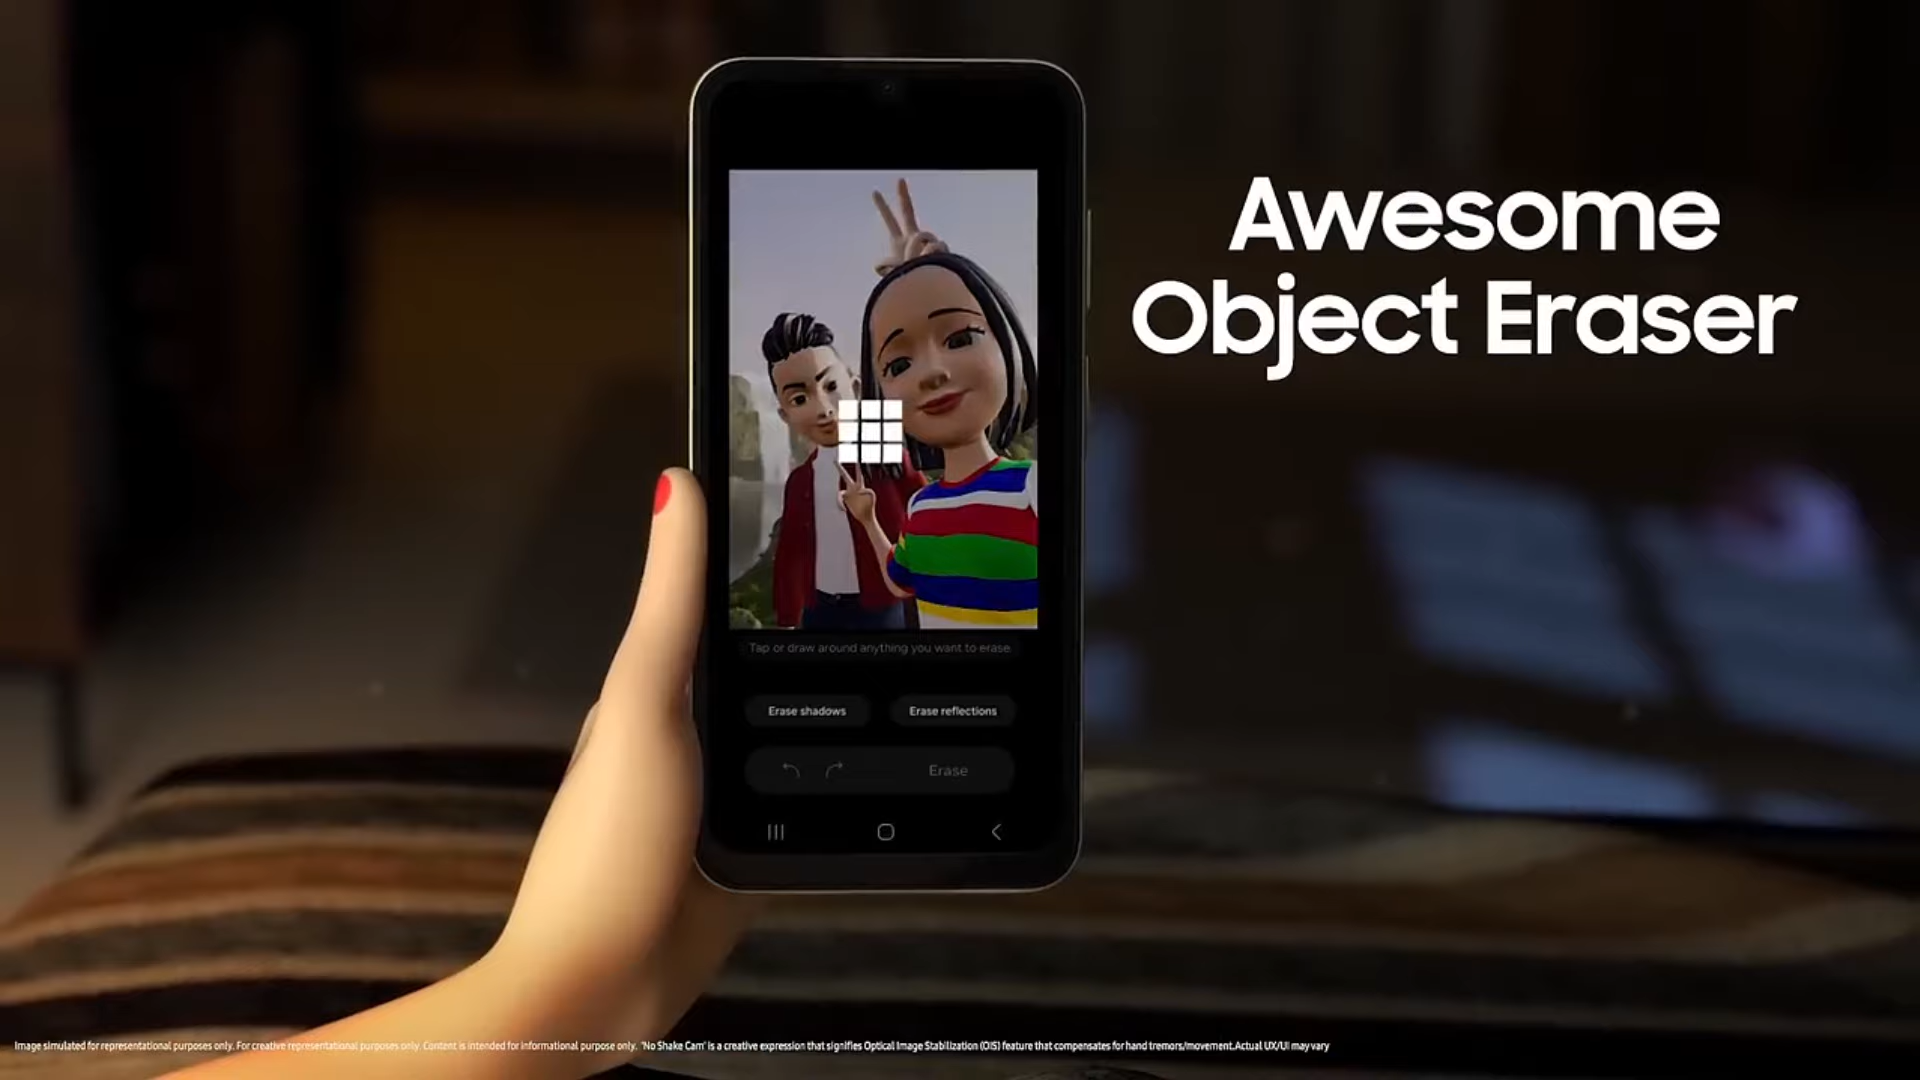 Awesome
Object Eraser
Tap or draw around anything you want to erase.
Erase shadows
Erase reflections
Erase
Image simulated for representational purposes only. For creative representational purposes only. Content is intended for informational purpose only. 'No Shake Cam' is a creative expression that signifies Optical Image Stabilization (OIS) feature that compensates for hand tremors/movement.Actual UX/UI may vary